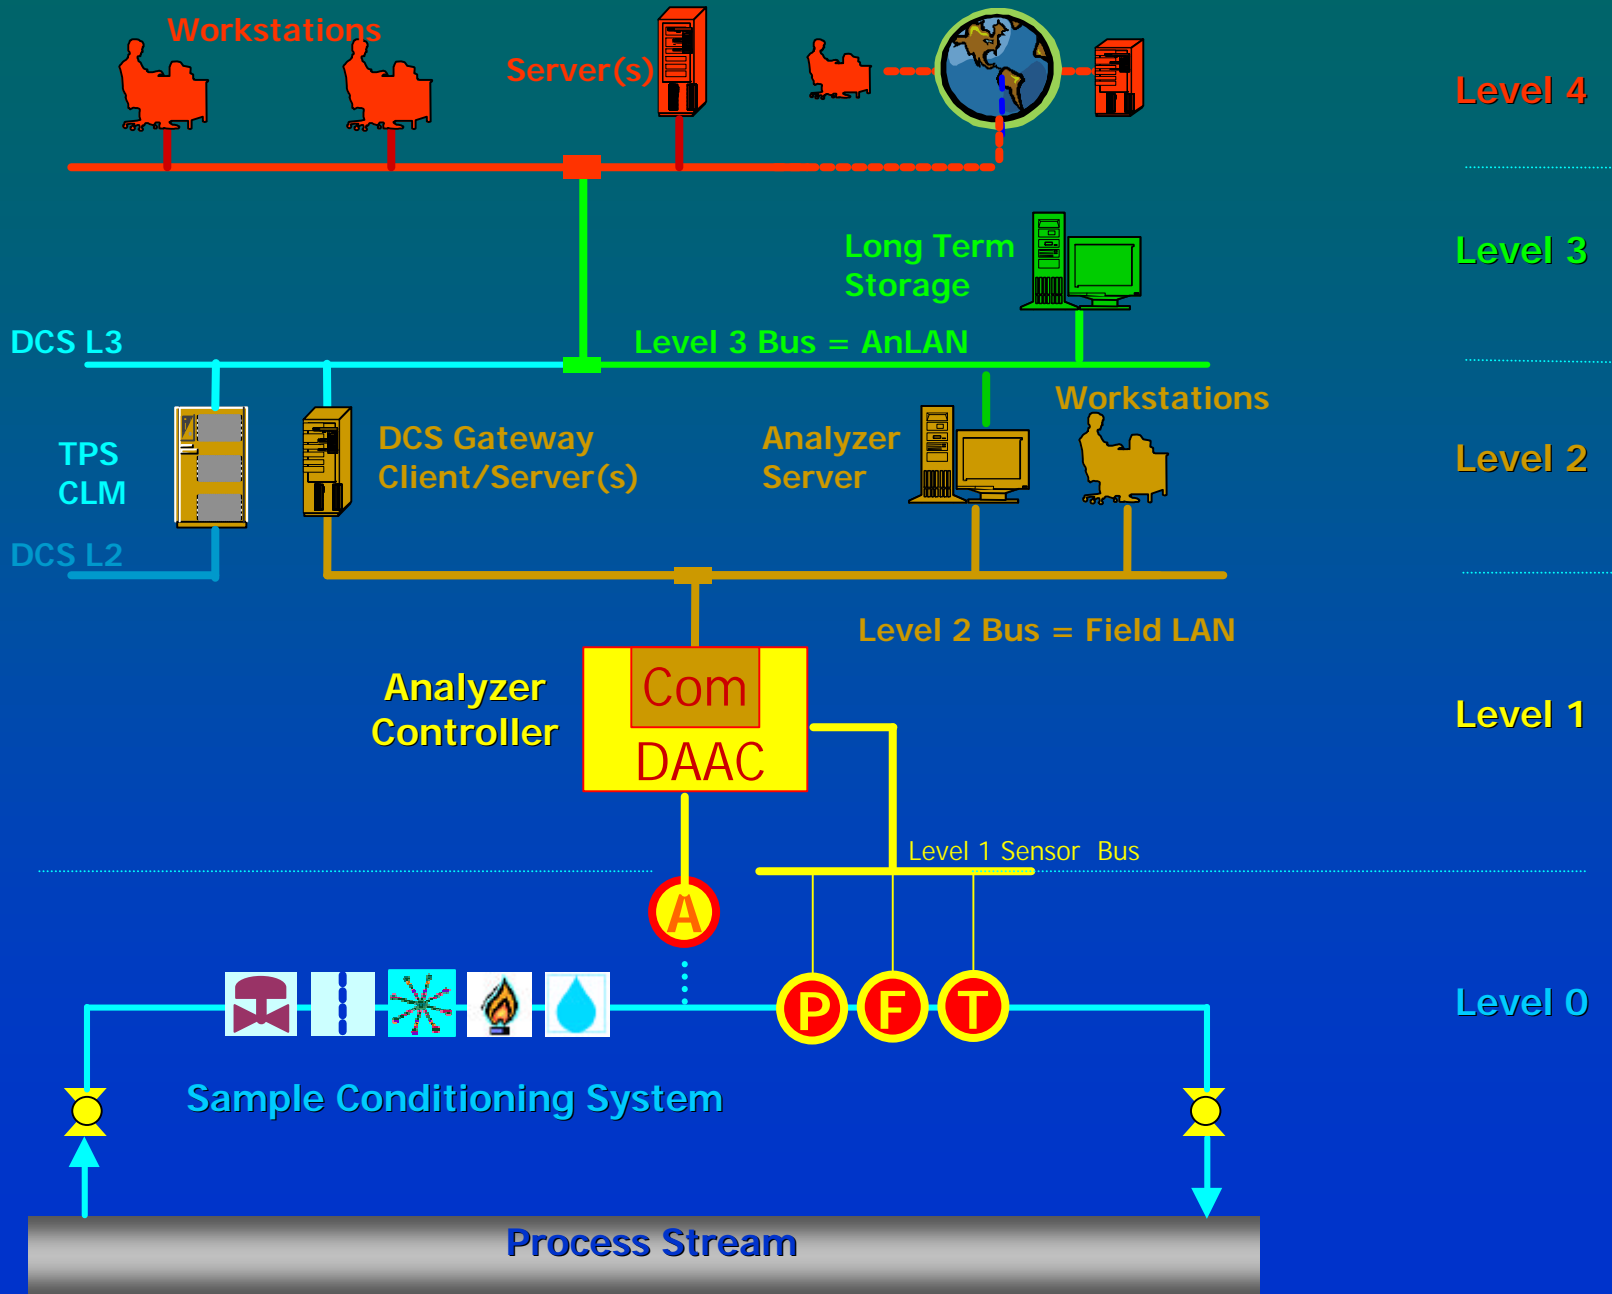 Workstations
Server(s)
Level 4
Long Term
Storage
Level 3
DCS L3
Level 3 Bus = AnLAN
Workstations
TPS
CLM
DCS Gateway
Client/Server(s)
Analyzer
Server
Level 2
DCS L2
Level 2 Bus = Field LAN
Analyzer
Controller
Com
DAAC
Level 1
Level 1 Sensor Bus
A
P
F
T
Level 0
Sample Conditioning System
Process Stream